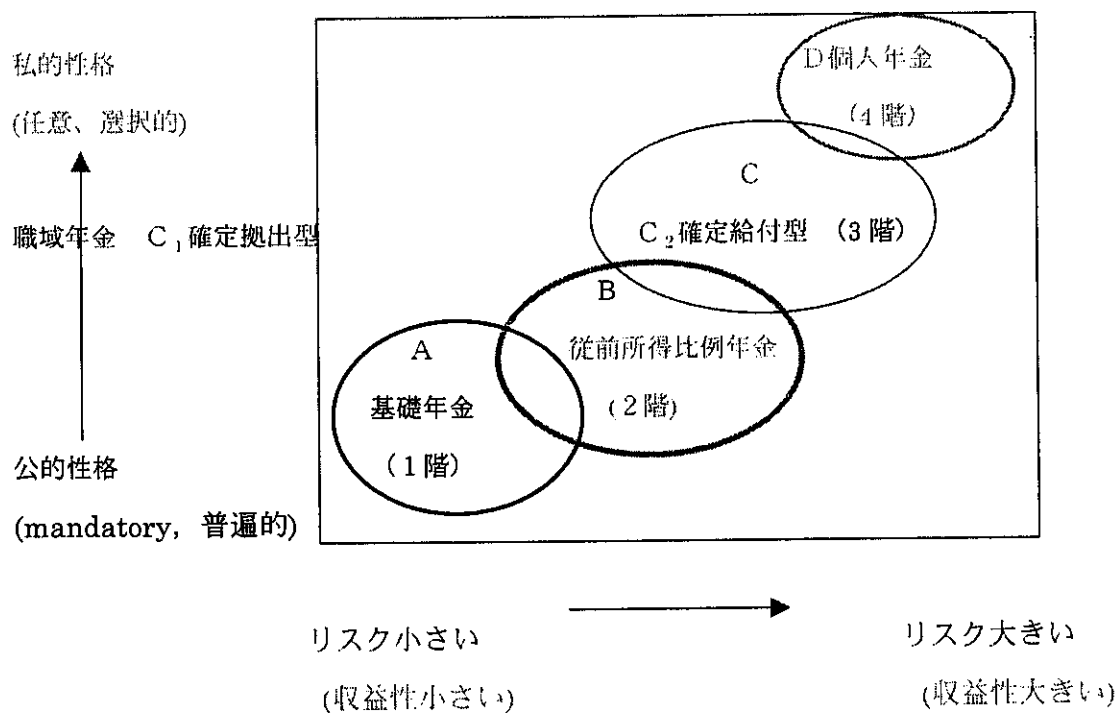 私的性格
(任意、選択的)
職域年金 C₁確定拠出型
公的性格
(mandatory, 普遍的)
D個人年金
(4階)
C
C₂確定給付型 (3階)
B
従前所得比例年金
(2階)
A
基礎年金
(1階)
リスク小さい
(収益性小さい)
リスク大きい
(収益性大きい)